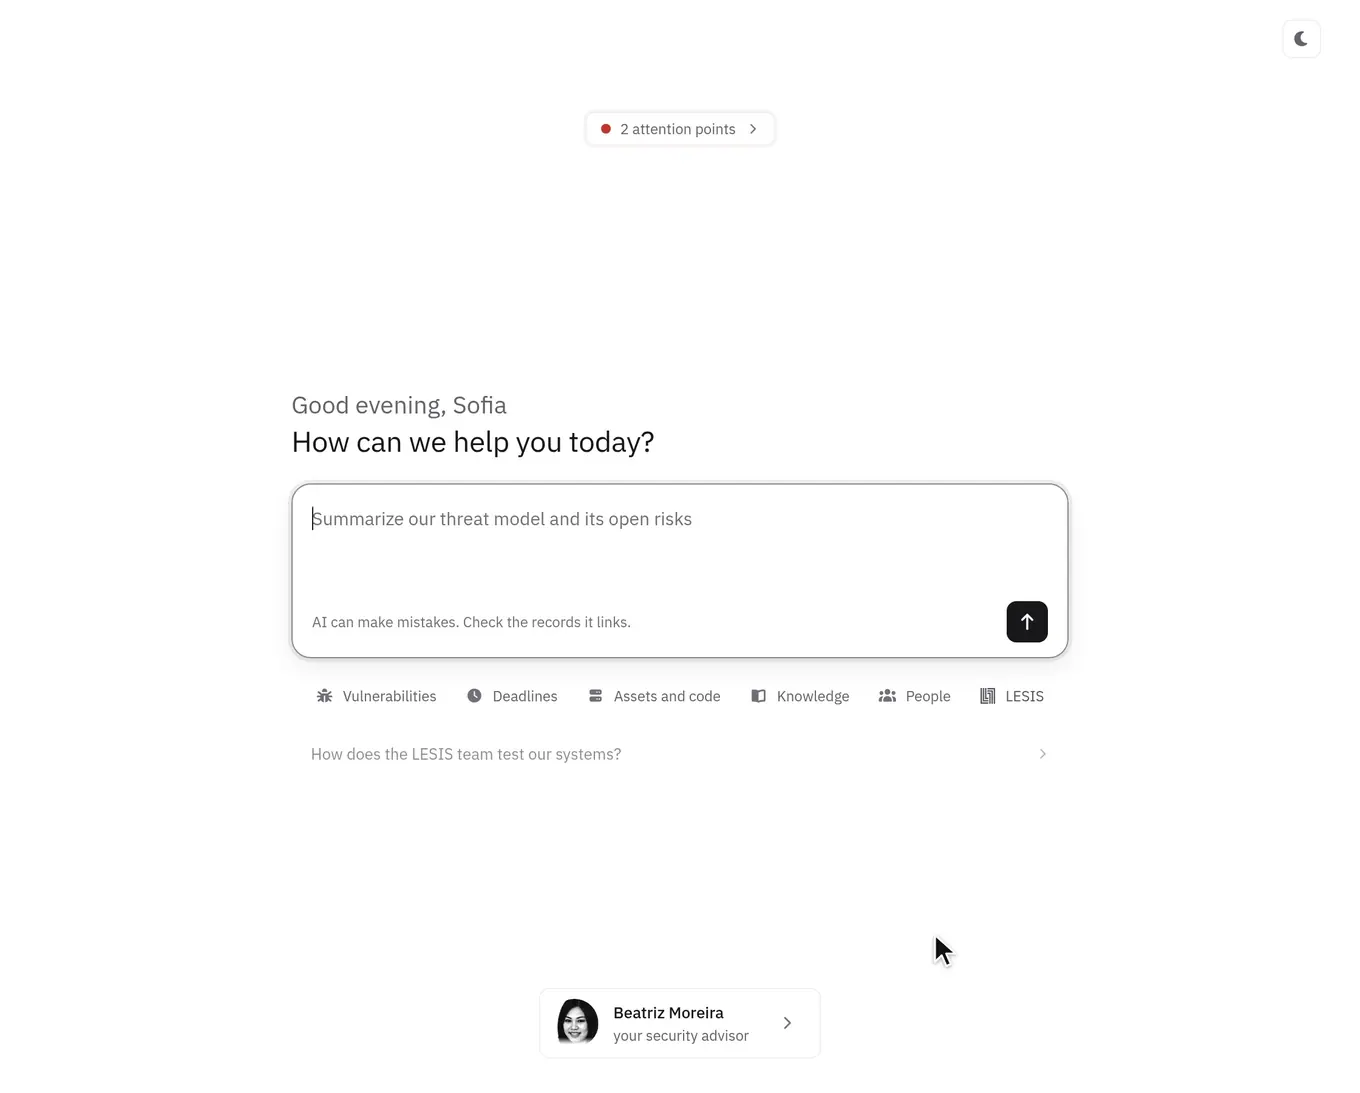 2 attention points
Good evening, Sofia
How can we help you today?
Summarize our threat model and its open risks
AI can make mistakes. Check the records it links.
Vulnerabilities
Deadlines
Assets and code
Knowledge
People
LESIS
How does the LESIS team test our systems?
Beatriz Moreira
your security advisor